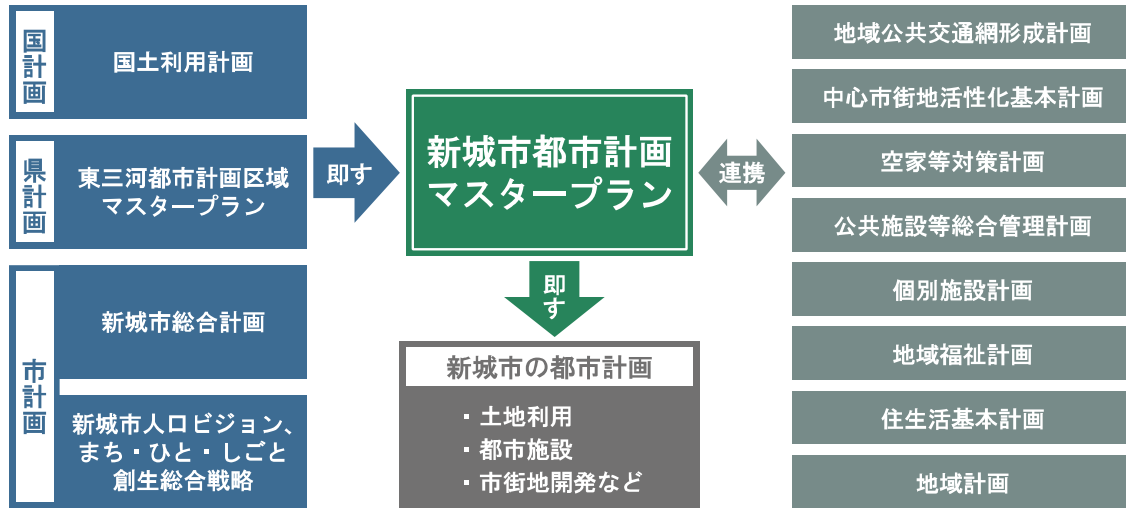 国計画
国土利用計画
県計画
東三河都市計画区域
マスタープラン
市計画
新城市総合計画
新城市人口ビジョン、
まち・ひと・しごと
創生総合戦略
即す
新城市都市計画
マスタープラン
即す
新城市の都市計画
・土地利用
・都市施設
・市街地開発など
連携
地域公共交通網形成計画
中心市街地活性化基本計画
空家等対策計画
公共施設等総合管理計画
個別施設計画
地域福祉計画
住生活基本計画
地域計画